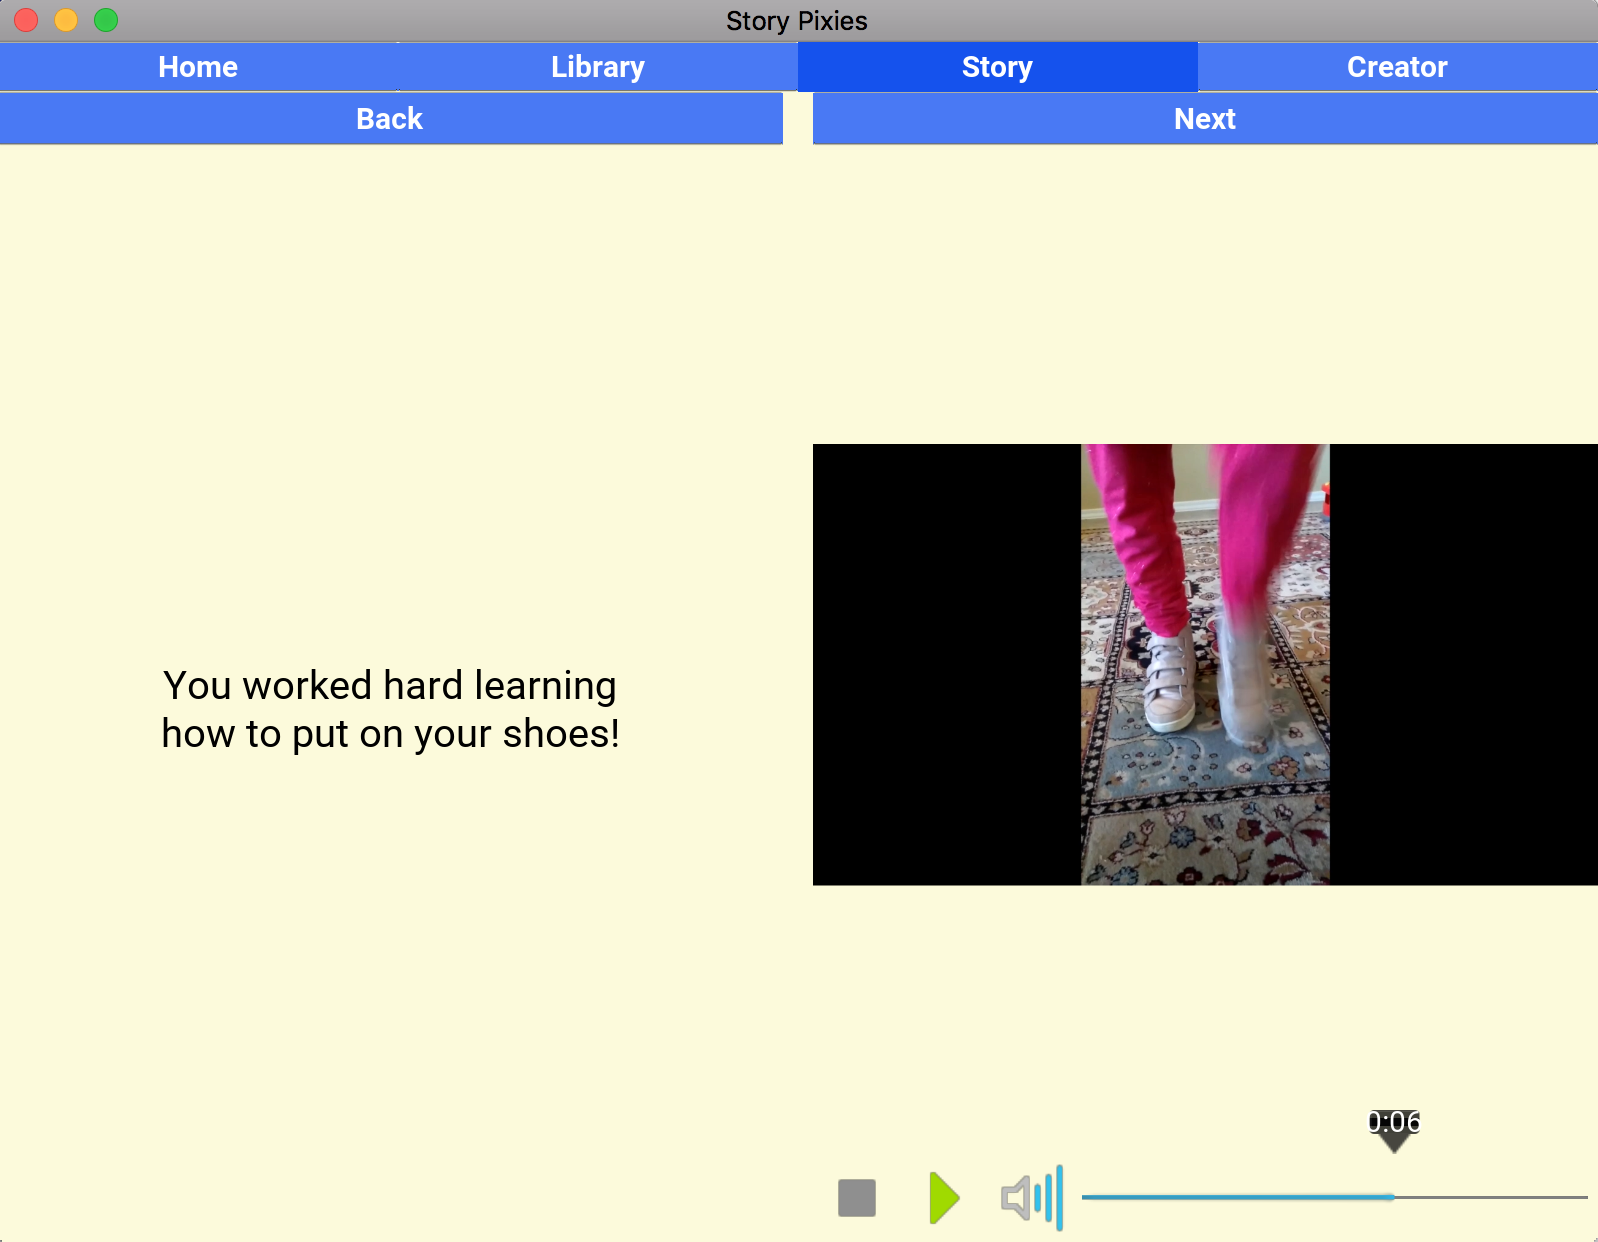 Story Pixies
Home
Library
Story
Creator
Back
Next
You worked hard learning
how to put on your shoes!
0:06